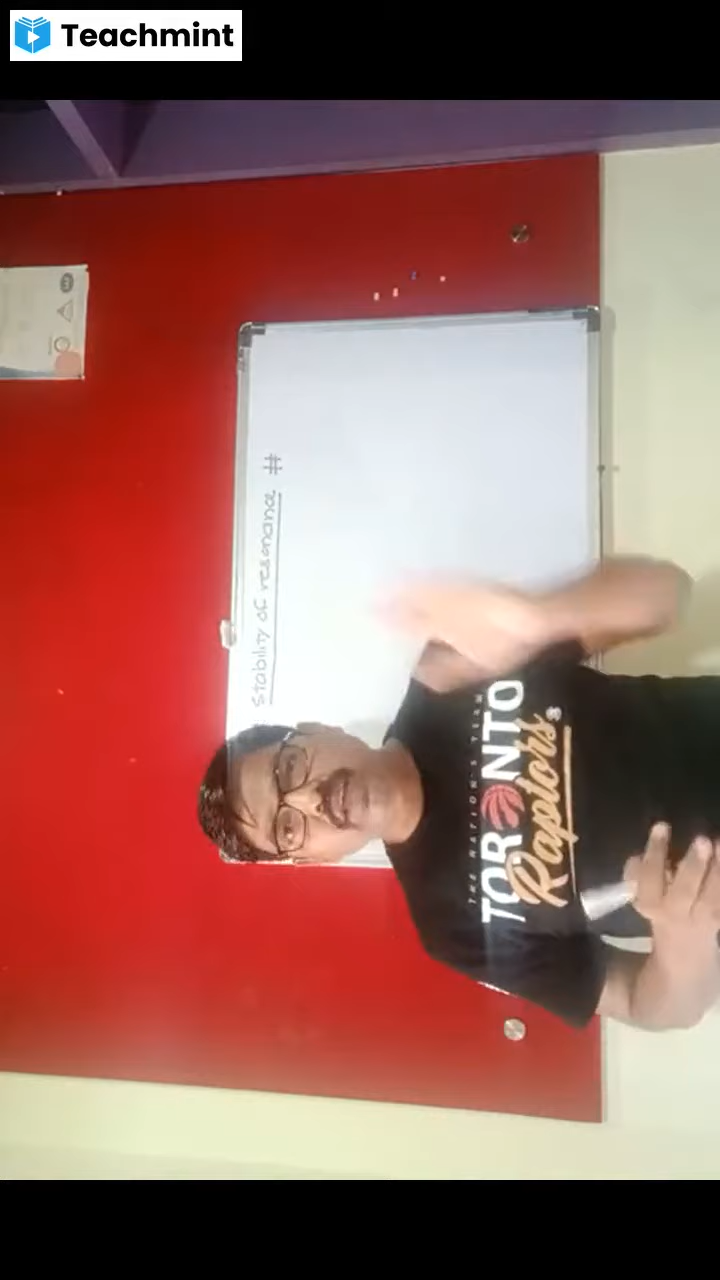 Teachmint
Stability of resonance #
THE NATION'S TEAM
TORONTO
Raptors